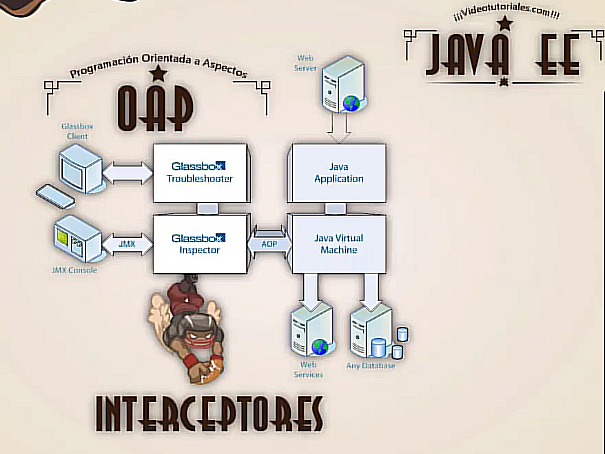 ¡¡¡Videotutoriales.com!!!
JAVA EE
Programación Orientada a Aspectos
OAP
Web
Server
Glassbox
Client
Glassbox
Troubleshooter
Java
Application
JMX
Glassbox
Inspector
AOP
Java Virtual
Machine
JMX Console
Web
Services
Any Database
INTERCEPTORES